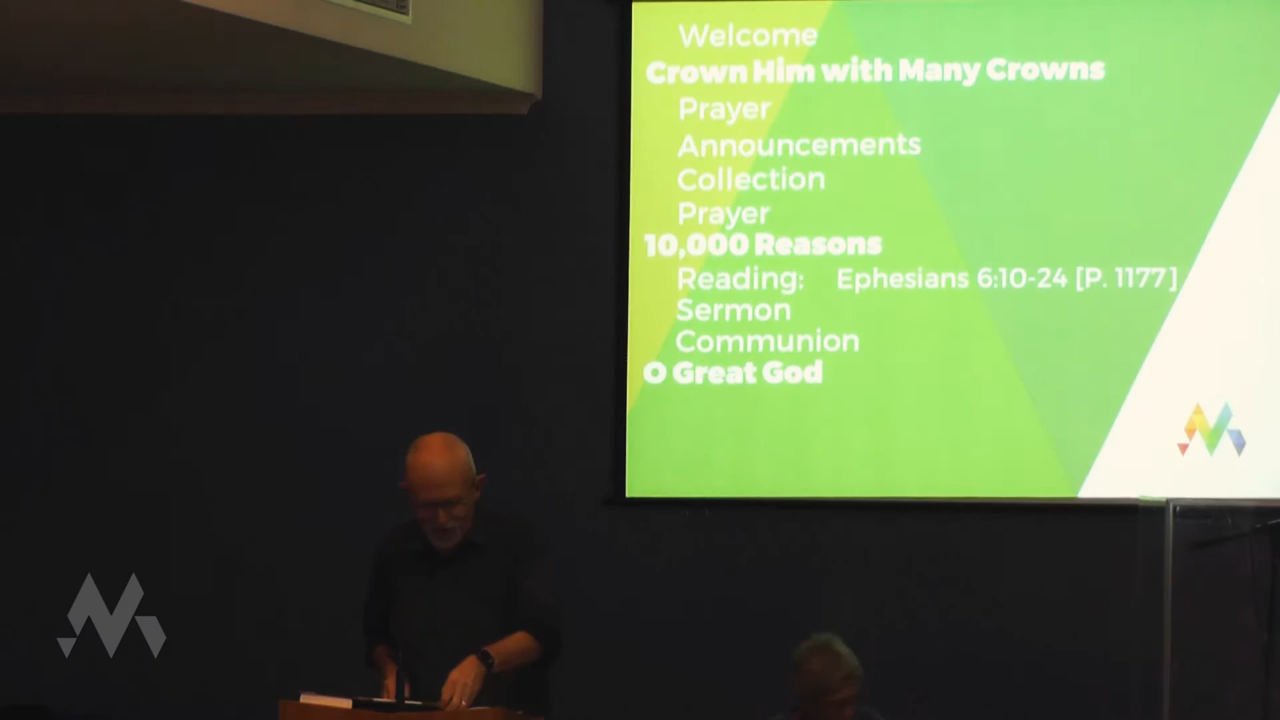 Welcome
Crown Him with Many Crowns
Prayer
Announcements
Collection
Prayer
10,000 Reasons
Reading: Ephesians 6:10-24 [P. 1177]
Sermon
Communion
O Great God